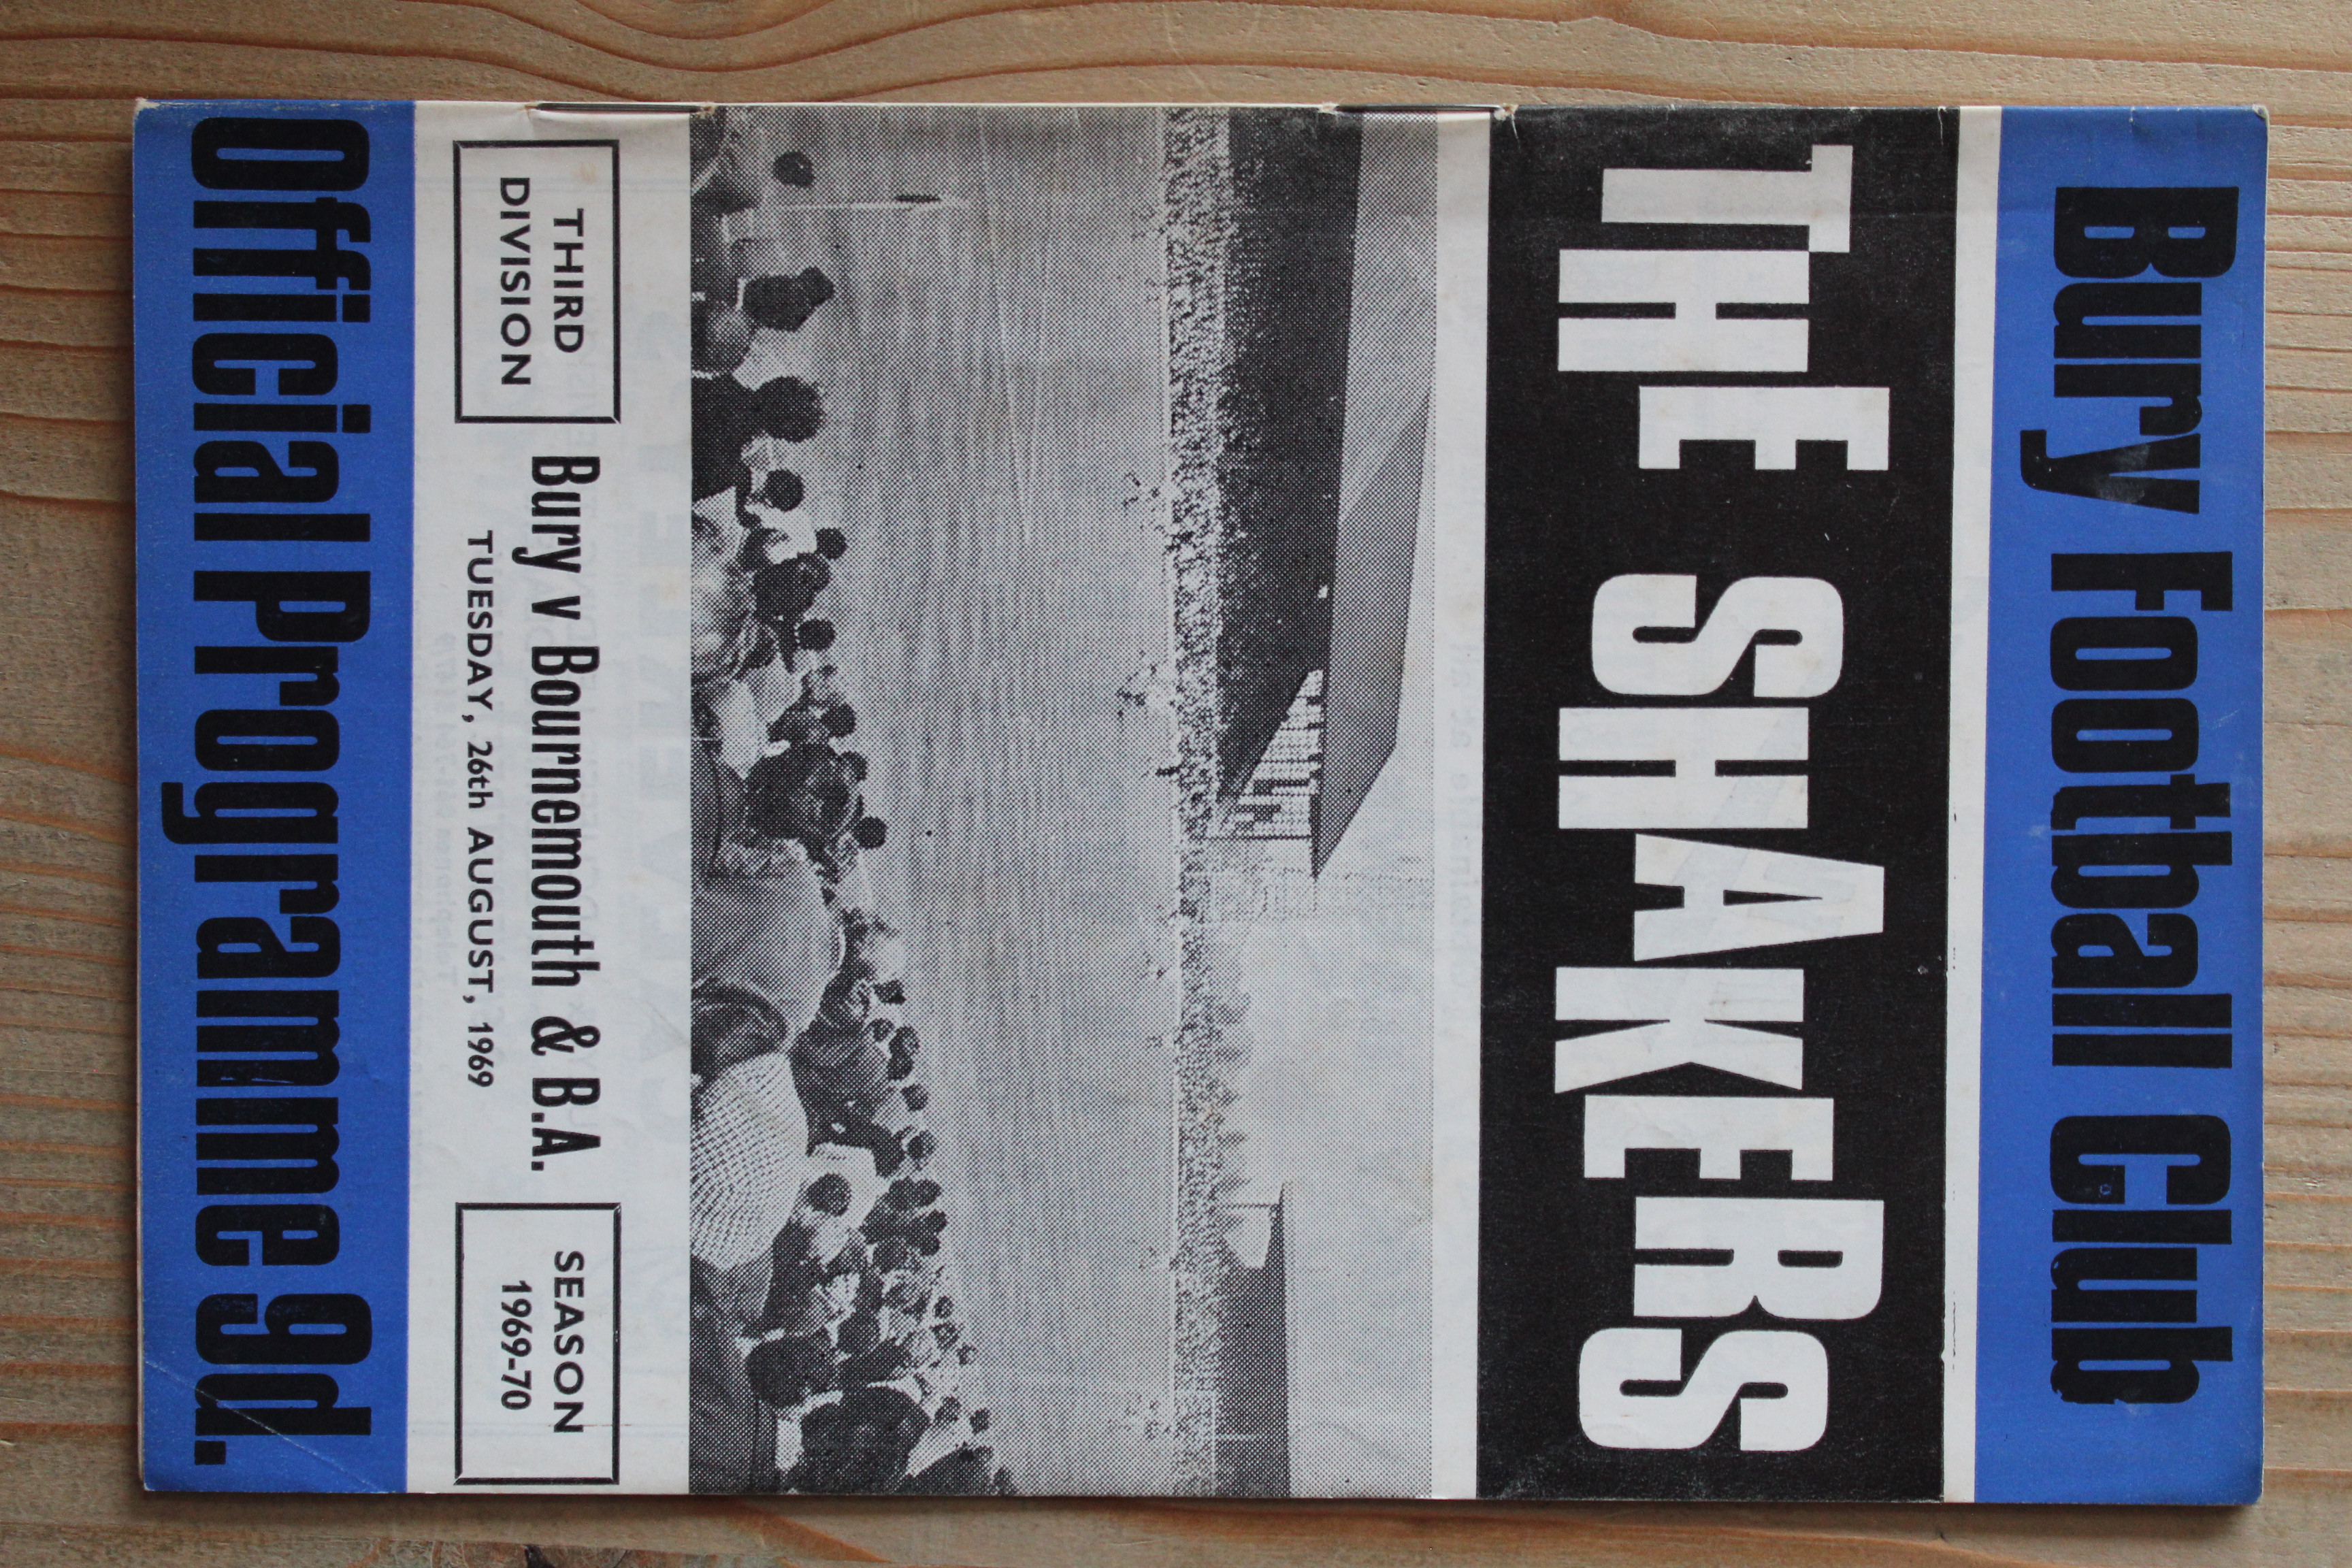 Bury Football Club
THE SHAKERS
THIRD
DIVISION
Bury v Bournemouth & B.A.
TUESDAY, 26th AUGUST, 1969
SEASON
1969-70
Official Programme 9d.